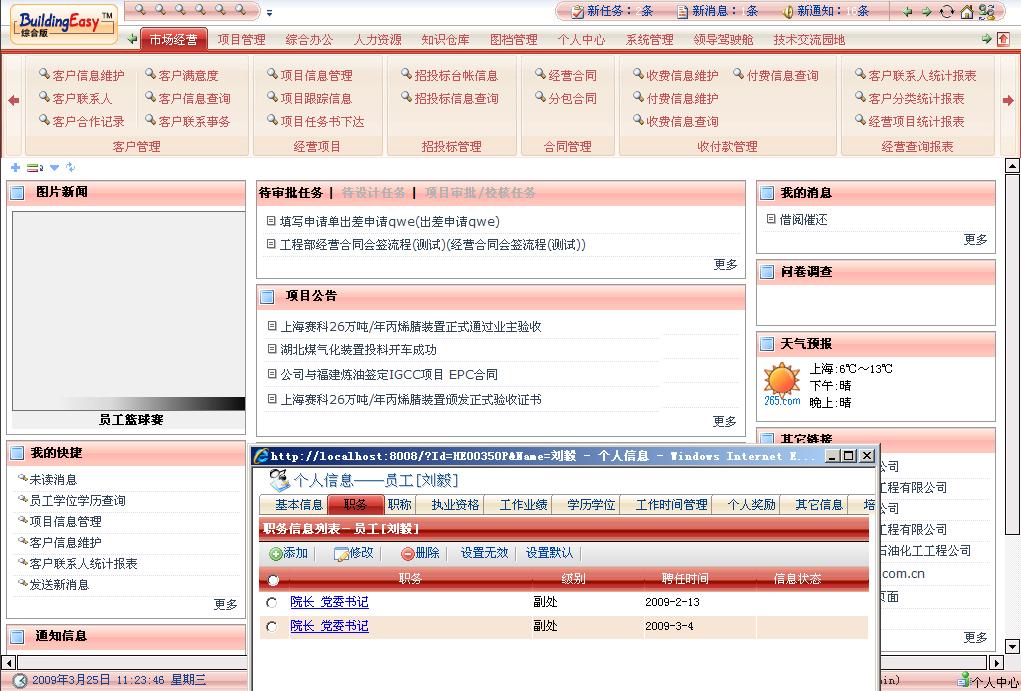 BuildingEasy™
综合版
新任务: 2条 新消息: 条 新通知: 条
市场经营 项目管理 综合办公 人力资源 知识仓库 图档管理 个人中心 系统管理 领导驾驶舱 技术交流园地
客户信息维护 客户满意度 项目信息管理 招投标台帐信息 经营合同 收费信息维护 付费信息查询 客户联系人统计报表
客户联系人 客户信息查询 项目跟踪信息 招投标信息查询 分包合同 付费信息维护 客户分类统计报表
客户合作记录 客户联系事务 项目任务书下达 收费信息查询 经营项目统计报表
客户管理 经营项目 招投标管理 合同管理 收付款管理 经营查询报表
图片新闻
员工篮球赛
我的快捷
未读消息
员工学位学历查询
项目信息管理
客户信息维护
客户联系人统计报表
发送新消息
更多
通知信息
待审批任务 | 待设计任务 | 项目审批/校核任务
填写申请单出差申请qwe(出差申请qwe)
工程部经营合同会签流程(测试)(经营合同会签流程(测试))
更多
项目公告
上海赛科26万吨/年丙烯腈装置正式通过业主验收
湖北煤气化装置投料开车成功
公司与福建炼油签定IGCC项目 EPC合同
上海赛科26万吨/年丙烯腈装置颁发正式验收证书
更多
我的消息
借阅催还
更多
问卷调查
天气预报
265.com
上海:6℃～13℃
下午:晴
晚上:晴
其它链接
公司
工程有限公司
公司
工程有限公司
石油化工工程公司
com.cn
页面
更多
http://localhost:8008/?Id=HE00350P&Name=刘毅 - 个人信息 - Windows Internet E...
个人信息——员工[刘毅]
基本信息 职务 职称 执业资格 工作业绩 学历学位 工作时间管理 个人奖励 其它信息 培
职务信息列表－员工[刘毅]
添加 修改 删除 设置无效 设置默认
职务 级别 聘任时间 信息状态
院长 党委书记 副处 2009-2-13
院长 党委书记 副处 2009-3-4
2009年3月25日 11:23:46 星期三
in) 个人中心